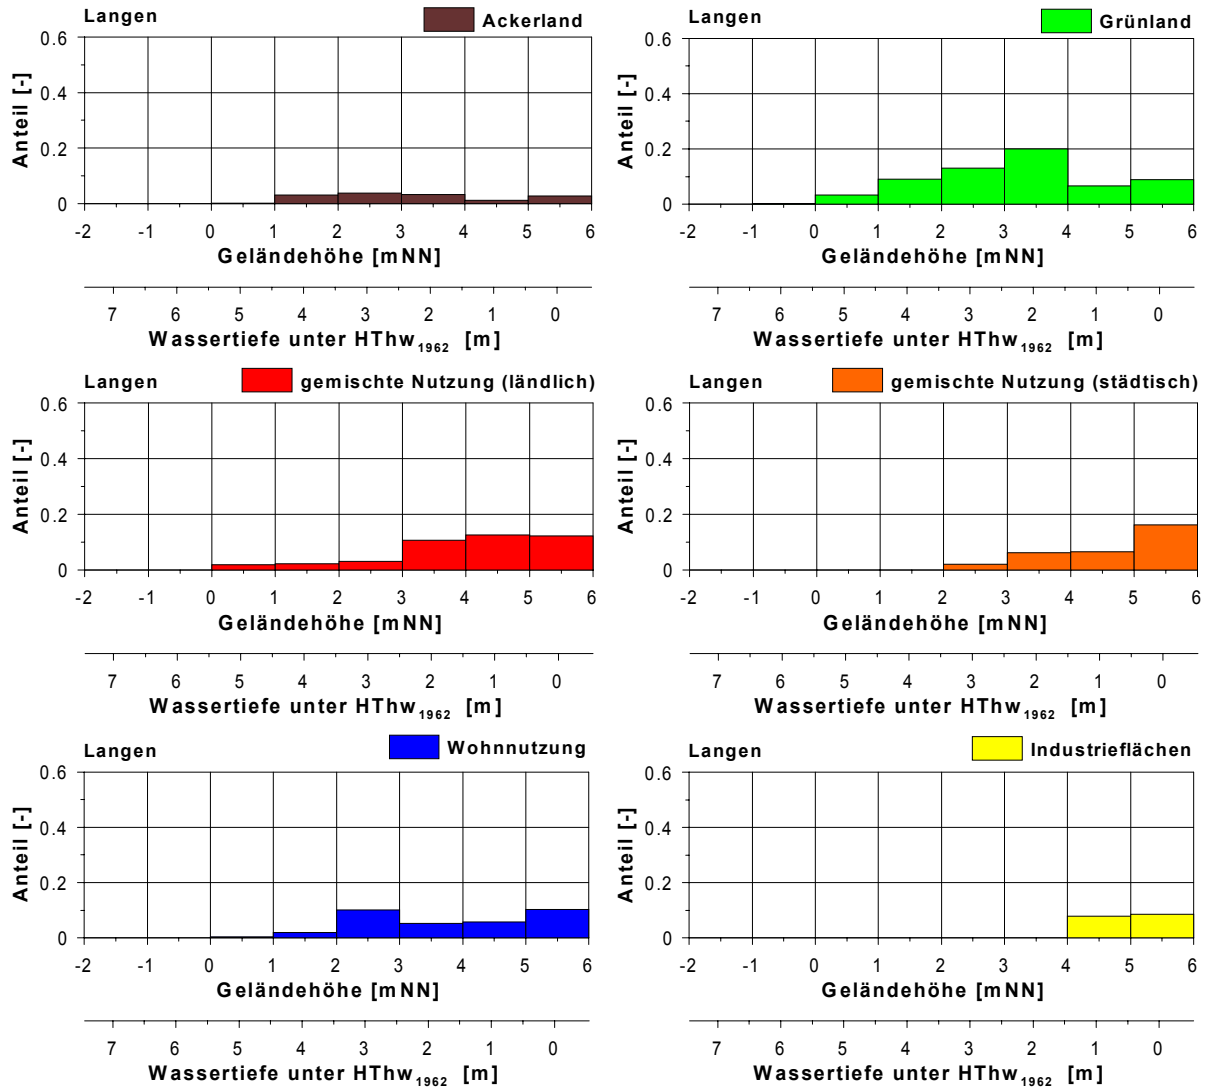 Langen Ackerland
0.6
0.4
0.2
0
Anteil [-]
-2 -1 0 1 2 3 4 5 6
Geländehöhe [mNN]
7 6 5 4 3 2 1 0
Wassertiefe unter HThw1962 [m]
Langen Grünland
0.6
0.4
0.2
0
Anteil [-]
-2 -1 0 1 2 3 4 5 6
Geländehöhe [mNN]
7 6 5 4 3 2 1 0
Wassertiefe unter HThw1962 [m]
Langen gemischte Nutzung (ländlich)
0.6
0.4
0.2
0
Anteil [-]
-2 -1 0 1 2 3 4 5 6
Geländehöhe [mNN]
7 6 5 4 3 2 1 0
Wassertiefe unter HThw1962 [m]
Langen gemischte Nutzung (städtisch)
0.6
0.4
0.2
0
Anteil [-]
-2 -1 0 1 2 3 4 5 6
Geländehöhe [mNN]
7 6 5 4 3 2 1 0
Wassertiefe unter HThw1962 [m]
Langen Wohnnutzung
0.6
0.4
0.2
0
Anteil [-]
-2 -1 0 1 2 3 4 5 6
Geländehöhe [mNN]
7 6 5 4 3 2 1 0
Wassertiefe unter HThw1962 [m]
Langen Industrieflächen
0.6
0.4
0.2
0
Anteil [-]
-2 -1 0 1 2 3 4 5 6
Geländehöhe [mNN]
7 6 5 4 3 2 1 0
Wassertiefe unter HThw1962 [m]